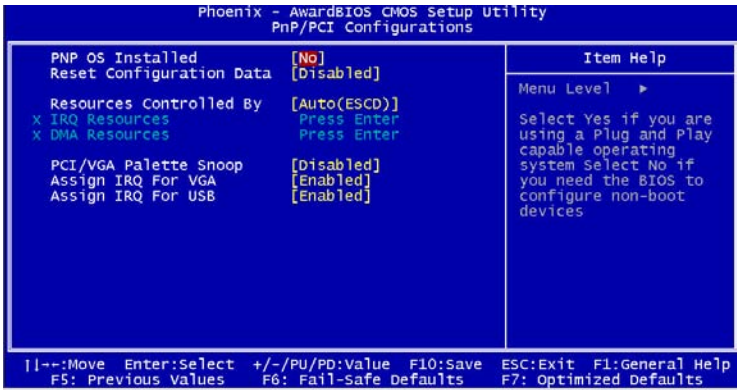 Phoenix - AwardBIOS CMOS Setup Utility
PnP/PCI Configurations
PNP OS Installed [No]
Reset Configuration Data [Disabled]
Resources Controlled By [Auto(ESCD)]
x IRQ Resources Press Enter
x DMA Resources Press Enter
PCI/VGA Palette Snoop [Disabled]
Assign IRQ For VGA [Enabled]
Assign IRQ For USB [Enabled]
Item Help
Menu Level ►
Select Yes if you are
using a Plug and Play
capable operating
system Select No if
you need the BIOS to
configure non-boot
devices
↑↓→←:Move Enter:Select +/-/PU/PD:Value F10:Save ESC:Exit F1:General Help
F5: Previous Values F6: Fail-Safe Defaults F7: Optimized Defaults